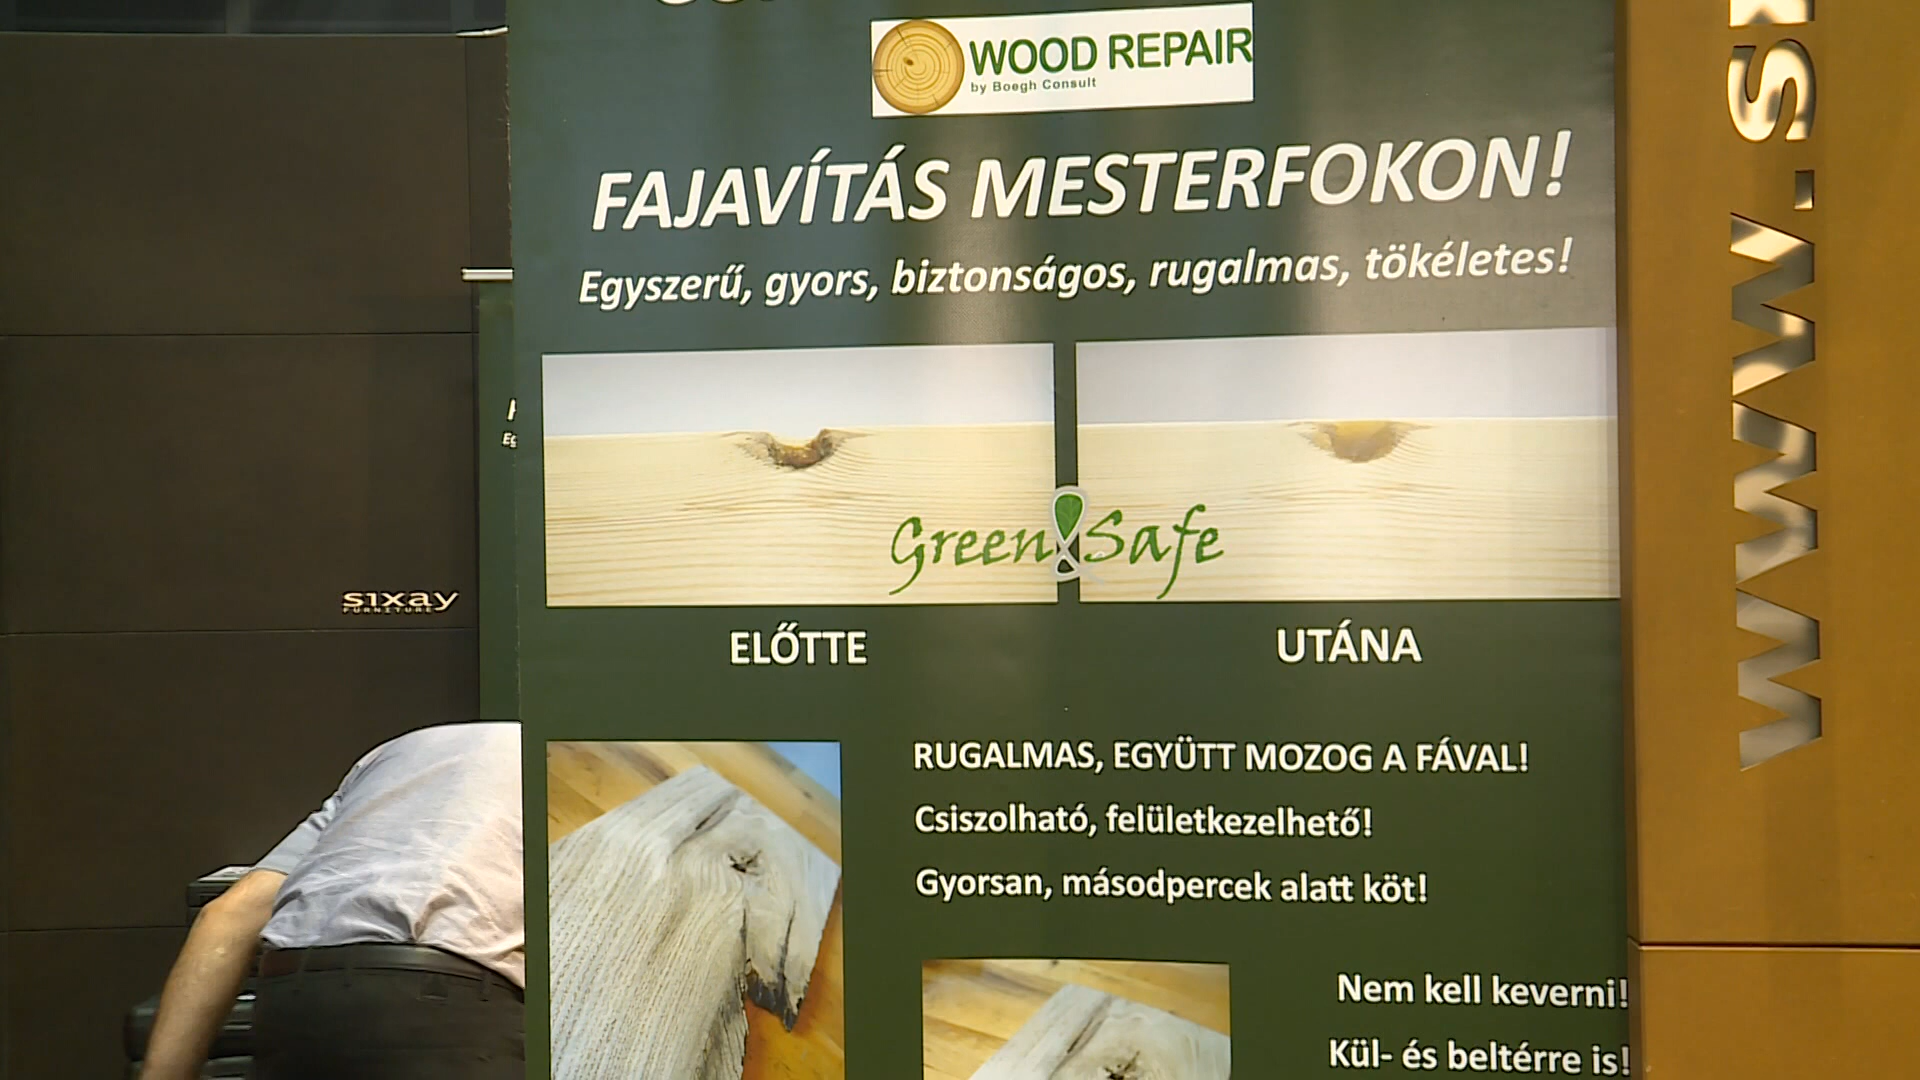 WOOD REPAIR
by Boegh Consult
FAJAVÍTÁS MESTERFOKON!
Egyszerű, gyors, biztonságos, rugalmas, tökéletes!
Green&Safe
ELŐTTE
UTÁNA
RUGALMAS, EGYÜTT MOZOG A FÁVAL!
Csiszolható, felületkezelhető!
Gyorsan, másodpercek alatt köt!
Nem kell keverni!
Kül- és beltérre is!
sixay
FURNITURE
www.s